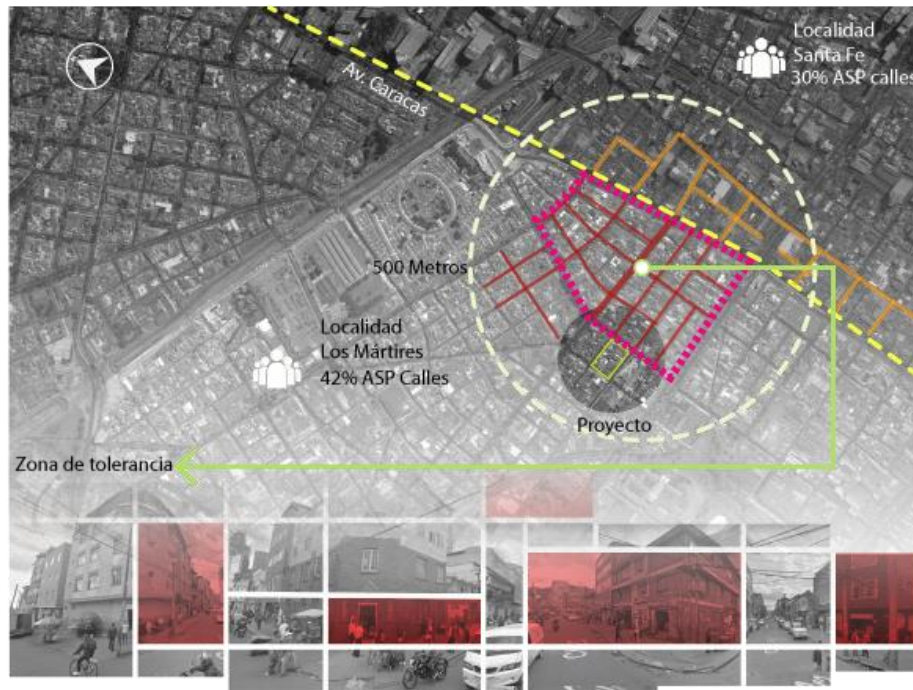 Localidad
Santa Fe
30% ASP calles
Av. Caracas
500 Metros
Localidad
Los Mártires
42% ASP Calles
Proyecto
Zona de tolerancia